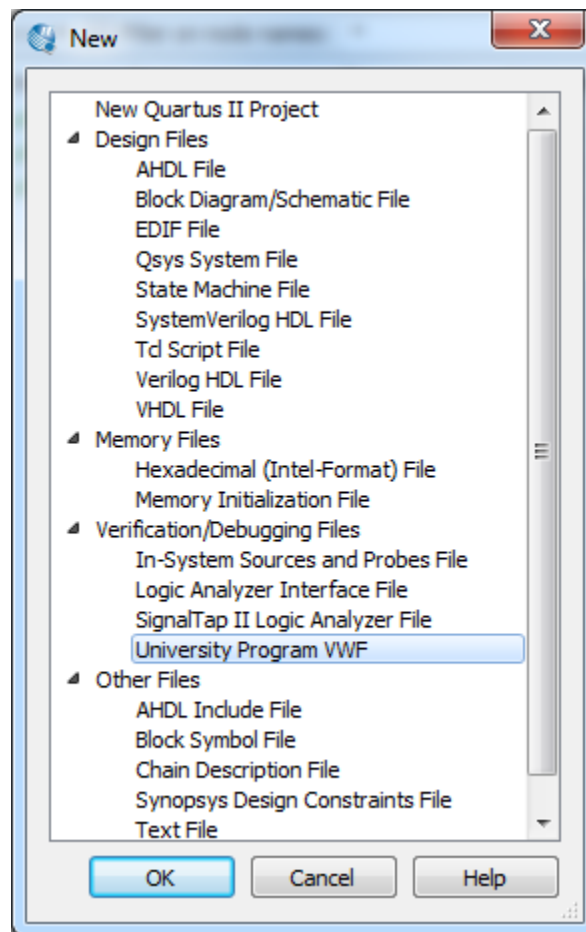 New
New Quartus II Project
Design Files
AHDL File
Block Diagram/Schematic File
EDIF File
Qsys System File
State Machine File
SystemVerilog HDL File
Tcl Script File
Verilog HDL File
VHDL File
Memory Files
Hexadecimal (Intel-Format) File
Memory Initialization File
Verification/Debugging Files
In-System Sources and Probes File
Logic Analyzer Interface File
SignalTap II Logic Analyzer File
University Program VWF
Other Files
AHDL Include File
Block Symbol File
Chain Description File
Synopsys Design Constraints File
Text File
OK Cancel Help